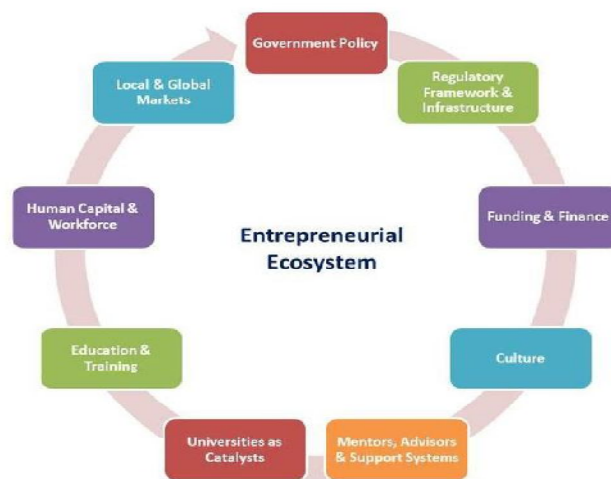 Government Policy
Regulatory
Framework &
Infrastructure
Funding & Finance
Culture
Mentors, Advisors
& Support Systems
Universities as
Catalysts
Education &
Training
Human Capital &
Workforce
Local & Global
Markets
Entrepreneurial
Ecosystem